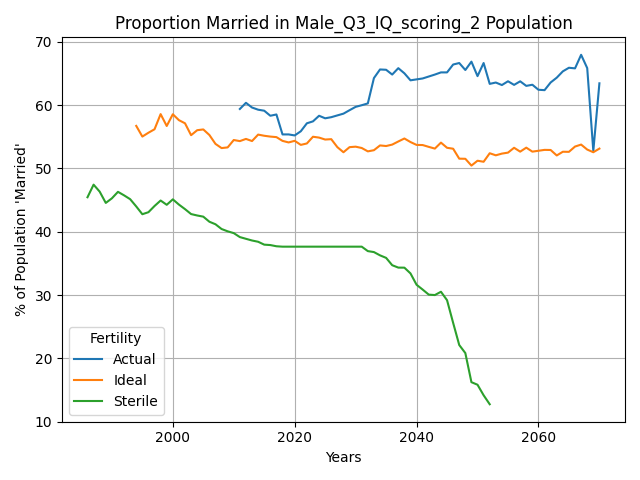 Proportion Married in Male_Q3_IQ_scoring_2 Population
% of Population 'Married'
70
60
50
40
30
20
10
Fertility
Actual
Ideal
Sterile
2000
2020
2040
2060
Years